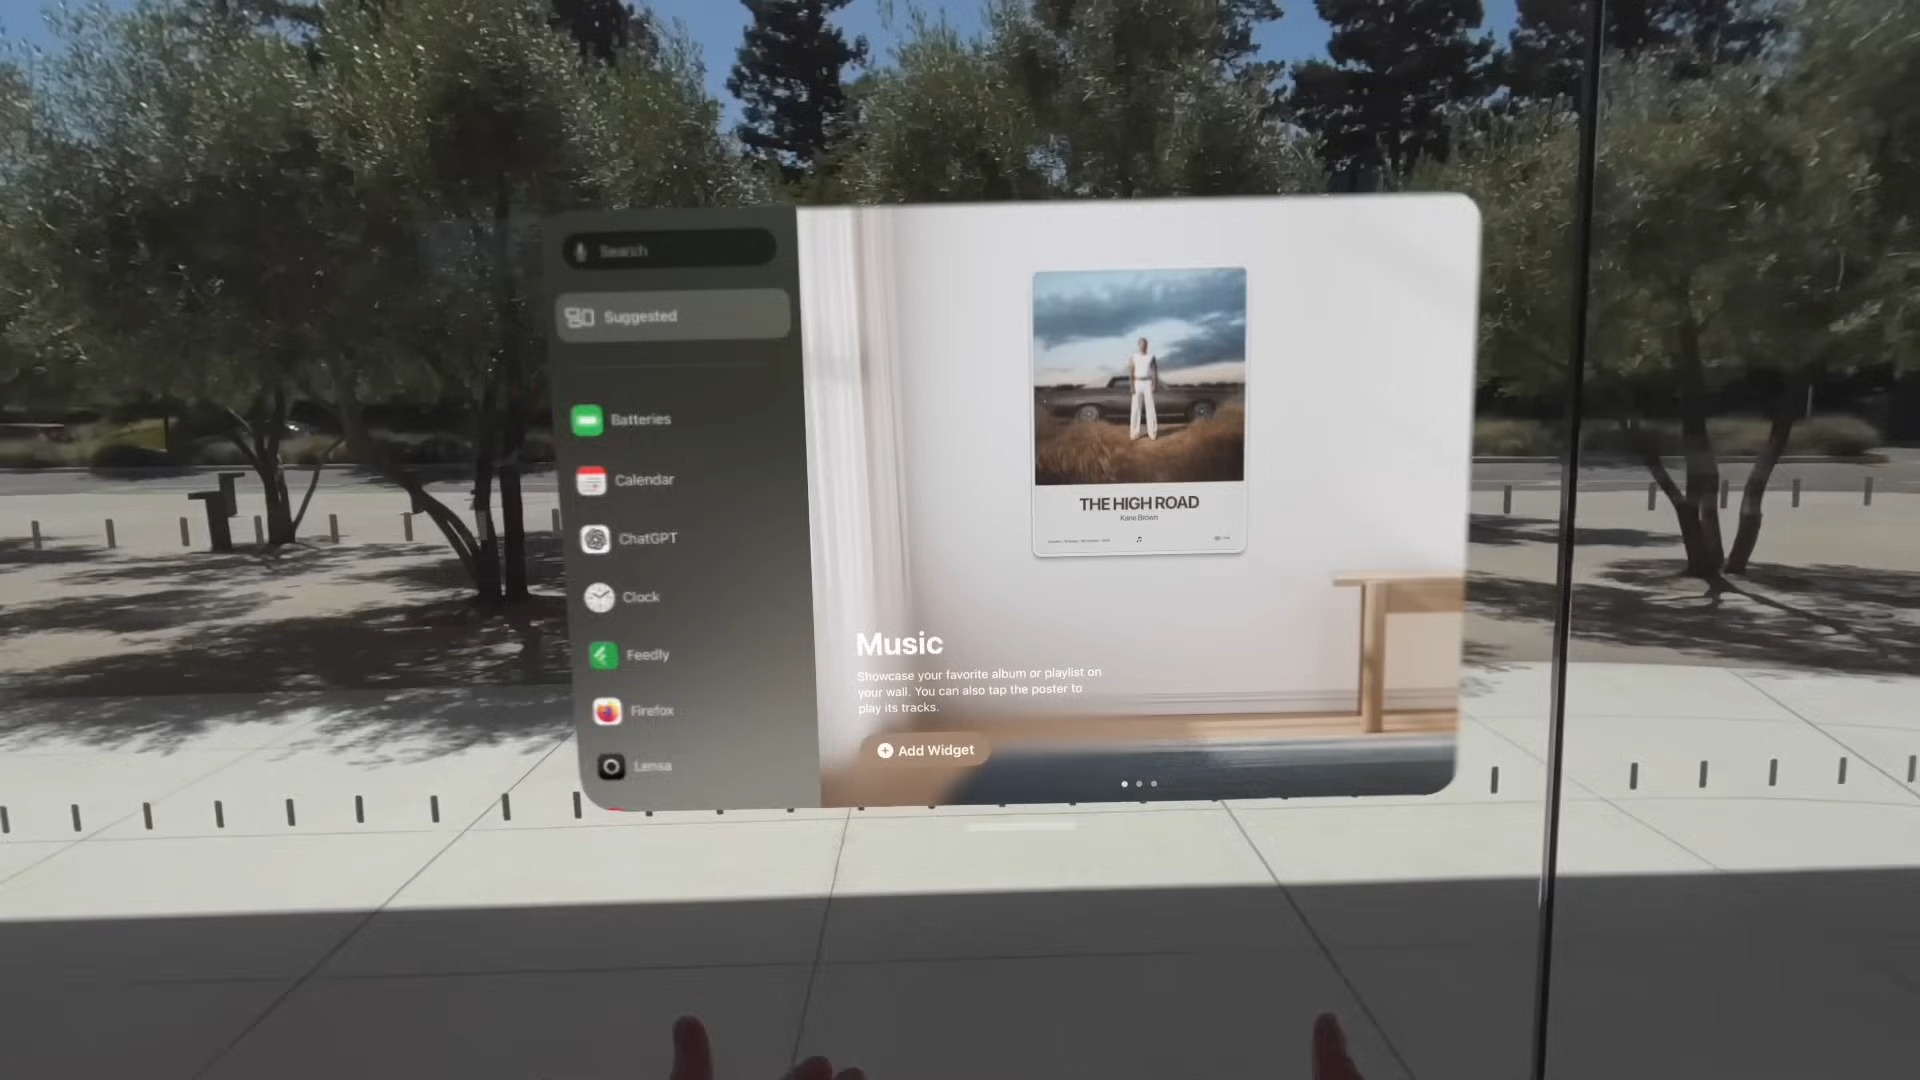 Search
Suggested
Batteries
Calendar
ChatGPT
Clock
Feedly
Firefox
Lensa
THE HIGH ROAD
Kane Brown
Music
Showcase your favorite album or playlist on
your wall. You can also tap the poster to
play its tracks.
Add Widget